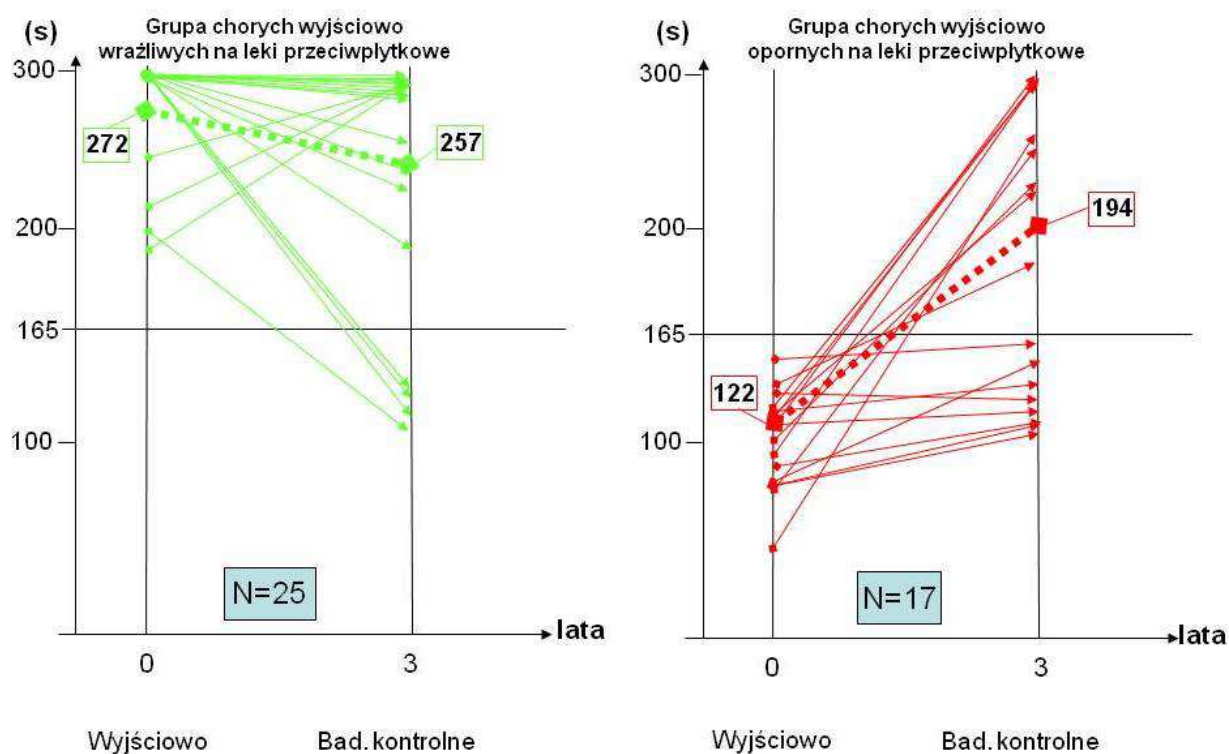 (s)
Grupa chorych wyjściowo
wrażliwych na leki przeciwpłytkowe
300
272
257
200
165
100
N=25
lata
0
3
Wyjściowo
Bad. kontrolne
(s)
Grupa chorych wyjściowo
opornych na leki przeciwpłytkowe
300
200
194
165
122
100
N=17
lata
0
3
Wyjściowo
Bad. kontrolne